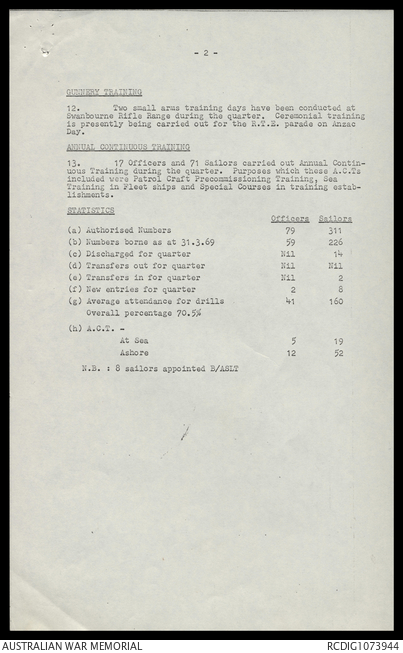 - 2 -
GUNNERY TRAINING
12. Two small arms training days have been conducted at
Swanbourne Rifle Range during the quarter. Ceremonial training
is presently being carried out for the R.T.E. parade on Anzac
Day.
ANNUAL CONTINUOUS TRAINING
13. 17 Officers and 71 Sailors carried out Annual Contin-
uous Training during the quarter. Purposes which these A.C.Ts
included were Patrol Craft Precommissioning Training, Sea
Training in Fleet ships and Special Courses in training estab-
lishments.
STATISTICS
Officers Sailors
(a) Authorised Numbers 79 311
(b) Numbers borne as at 31.3.69 59 226
(c) Discharged for quarter Nil 14
(d) Transfers out for quarter Nil Nil
(e) Transfers in for quarter Nil 2
(f) New entries for quarter 2 8
(g) Average attendance for drills 41 160
Overall percentage 70.5%
(h) A.C.T. -
At Sea 5 19
Ashore 12 52
N.B. : 8 sailors appointed B/ASLT
AUSTRALIAN WAR MEMORIAL RCDIG1073944